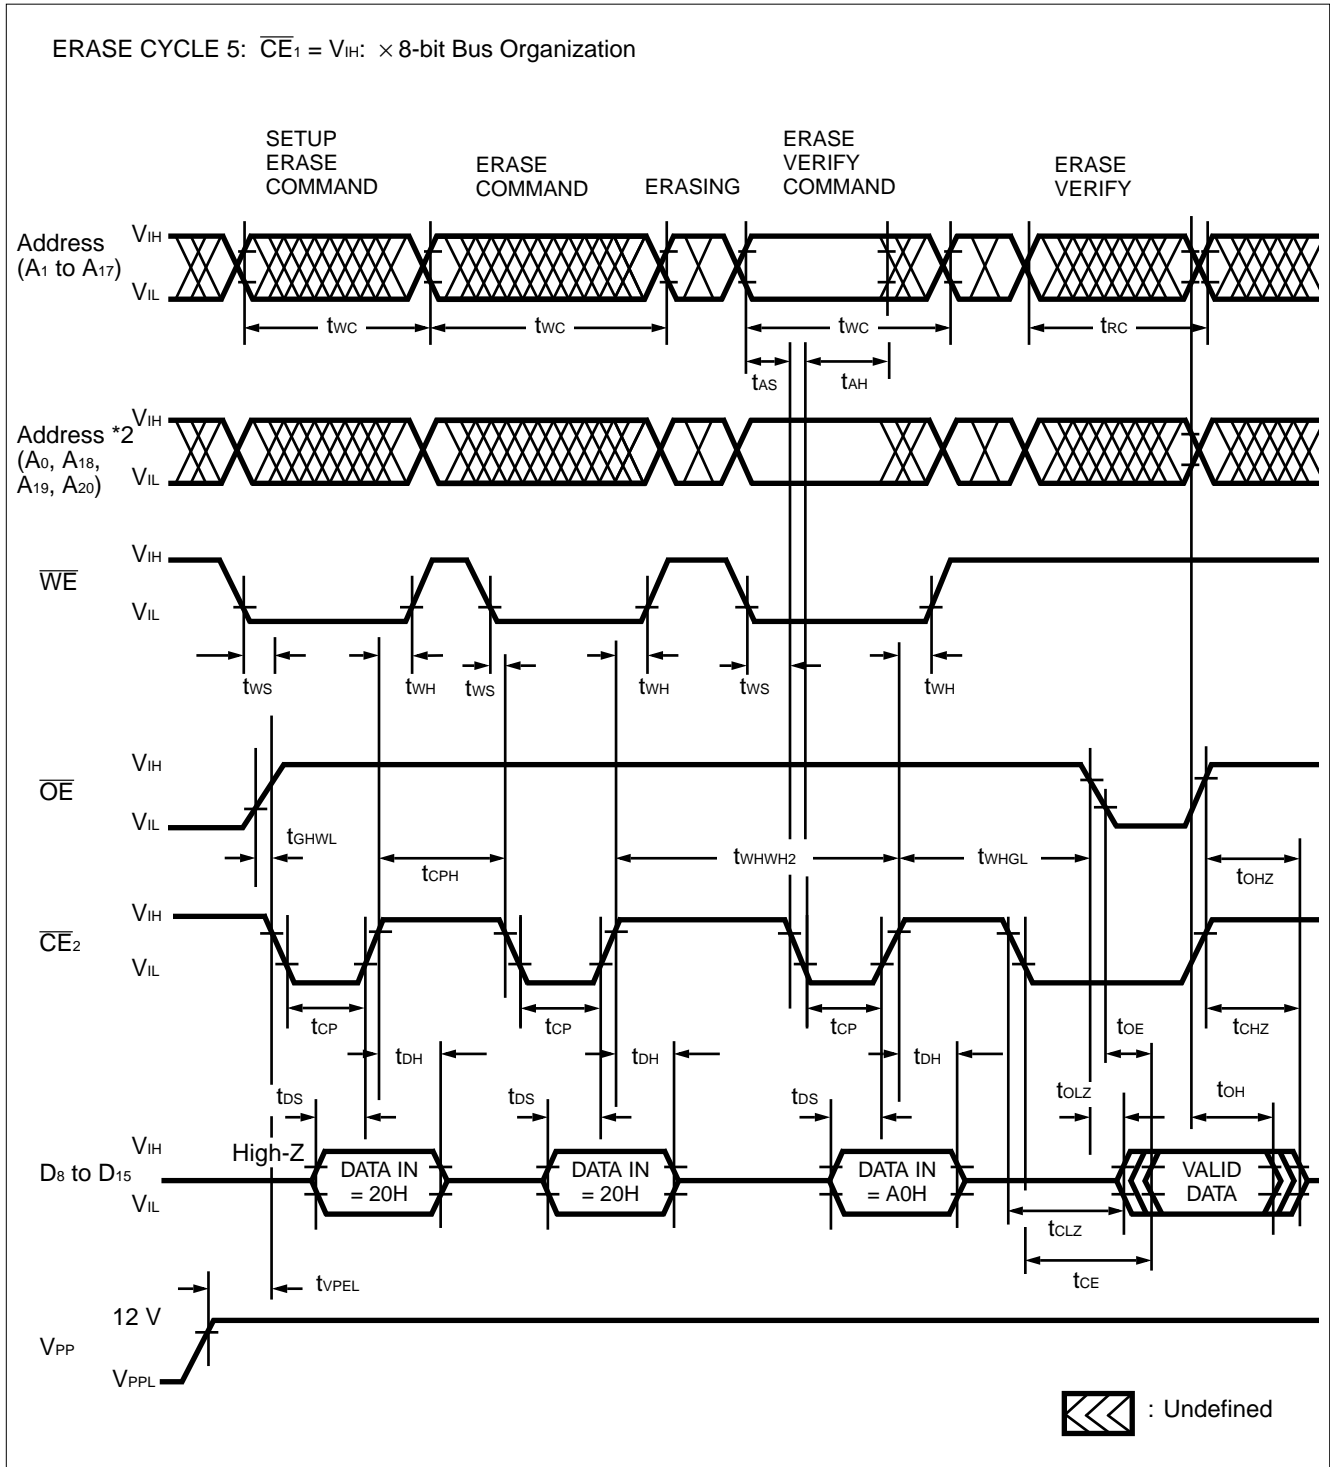 ERASE CYCLE 5: CE1 = VIH: × 8-bit Bus Organization
SETUP
ERASE
COMMAND
ERASE
COMMAND
ERASING
ERASE
VERIFY
COMMAND
ERASE
VERIFY
Address
(A1 to A17)
VIH
VIL
tWC
tWC
tWC
tRC
tAS
tAH
Address *2
(A0, A18,
A19, A20)
VIH
VIL
WE
VIH
VIL
tWS
tWH
tWS
tWH
tWS
tWH
OE
VIH
VIL
tGHWL
tCPH
tWHWH2
tWHGL
tOHZ
CE2
VIH
VIL
tCP
tCP
tCP
tOE
tCHZ
tDH
tDH
tDH
tDS
tDS
tDS
tOLZ
tOH
D8 to D15
VIH
VIL
High-Z
DATA IN
= 20H
DATA IN
= 20H
DATA IN
= A0H
VALID
DATA
tCLZ
tCE
tVPEL
VPP
12 V
VPPL
: Undefined